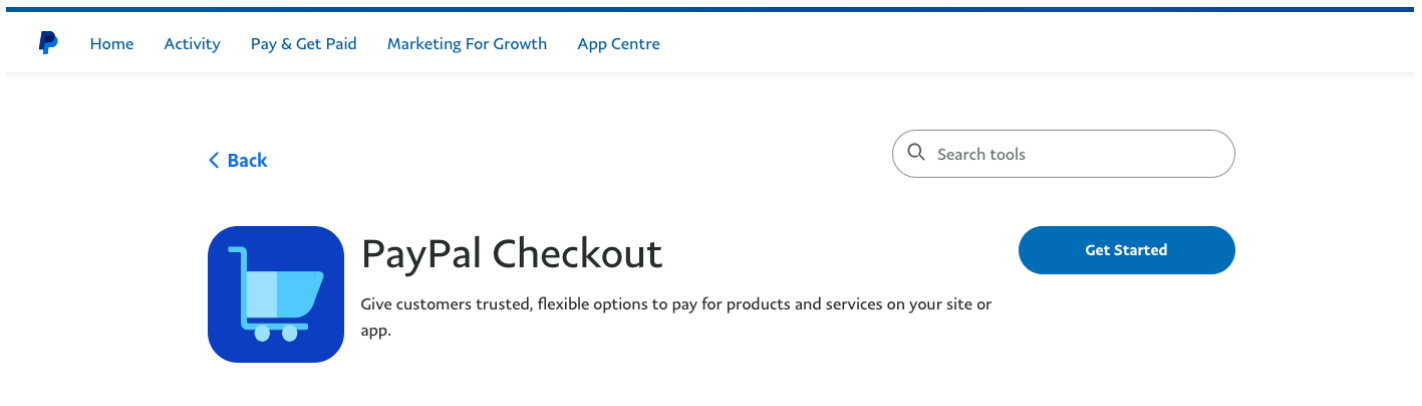 Home Activity Pay & Get Paid Marketing For Growth App Centre
Back
Search tools
PayPal Checkout
Get Started
Give customers trusted, flexible options to pay for products and services on your site or
app.